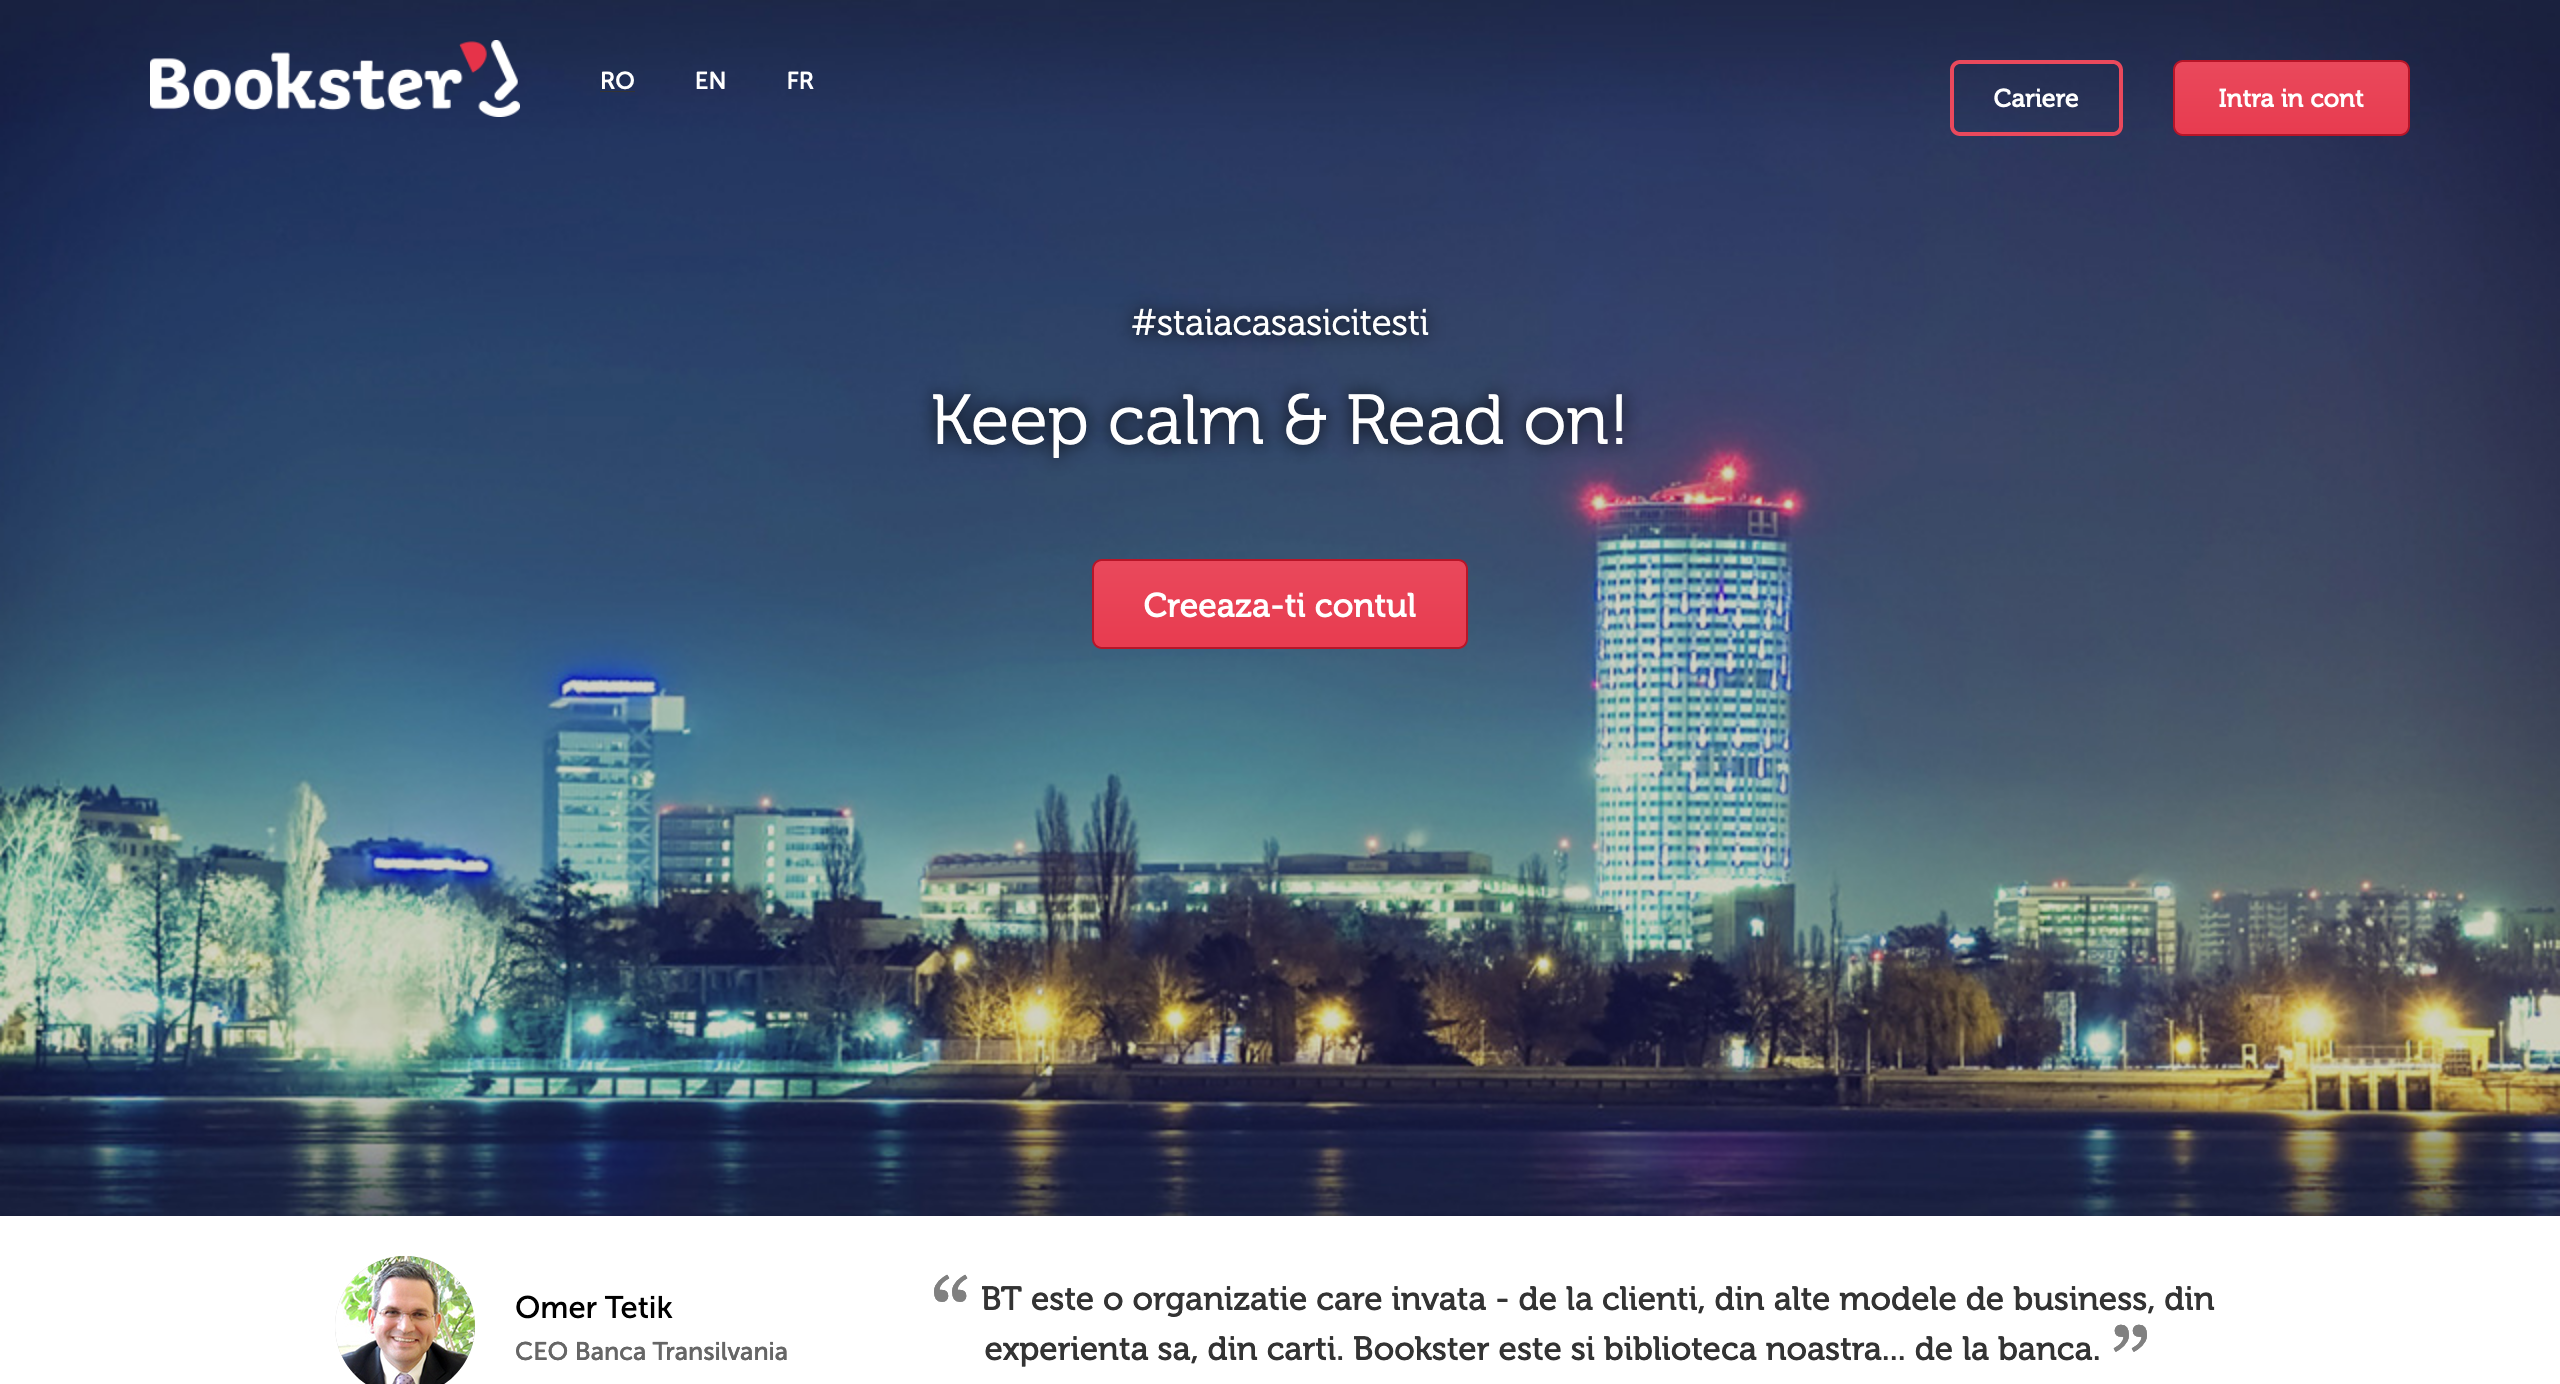 Bookster
RO EN FR
Cariere
Intra in cont
#staiacasasicitesti
Keep calm & Read on!
Creeaza-ti contul
Omer Tetik
CEO Banca Transilvania
“ BT este o organizatie care invata - de la clienti, din alte modele de business, din
experienta sa, din carti. Bookster este si biblioteca noastra... de la banca. ”